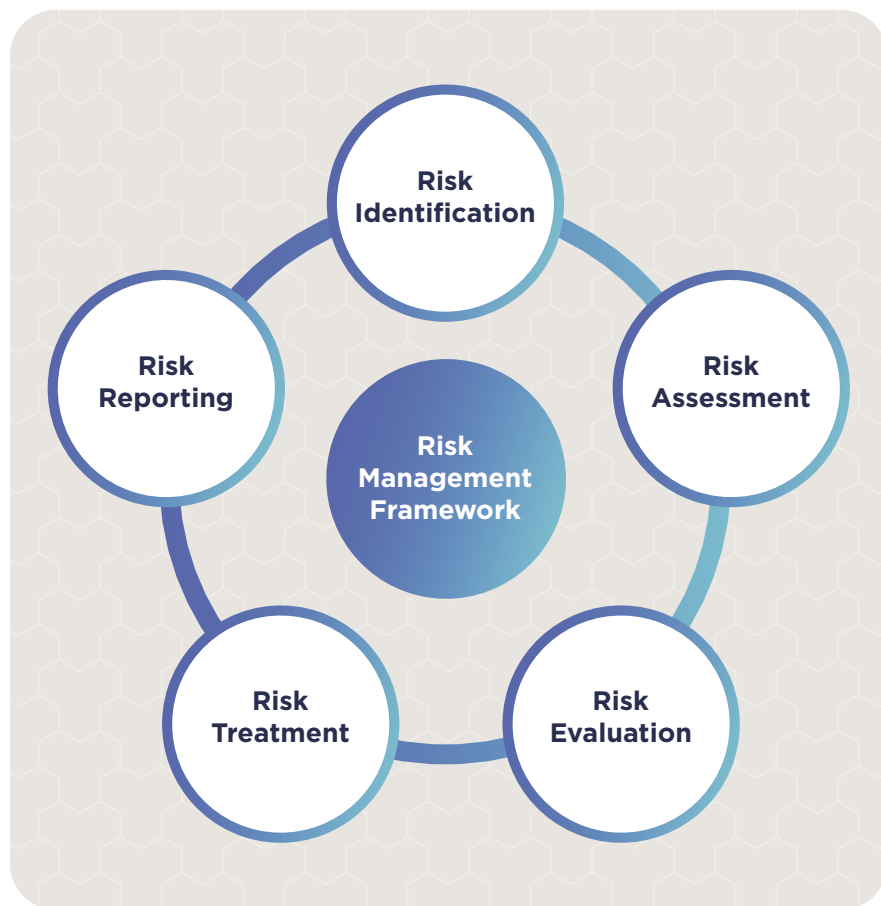 Risk
Identification
Risk
Assessment
Risk
Evaluation
Risk
Treatment
Risk
Reporting
Risk
Management
Framework